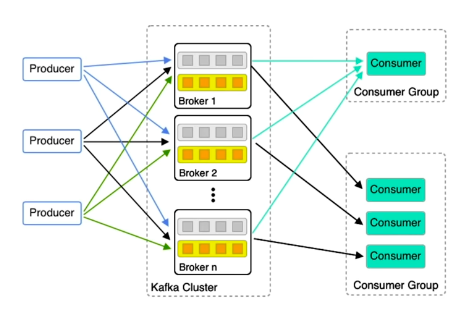 Producer
Producer
Producer
Broker 1
Broker 2
Broker n
Kafka Cluster
Consumer
Consumer Group
Consumer
Consumer
Consumer
Consumer Group